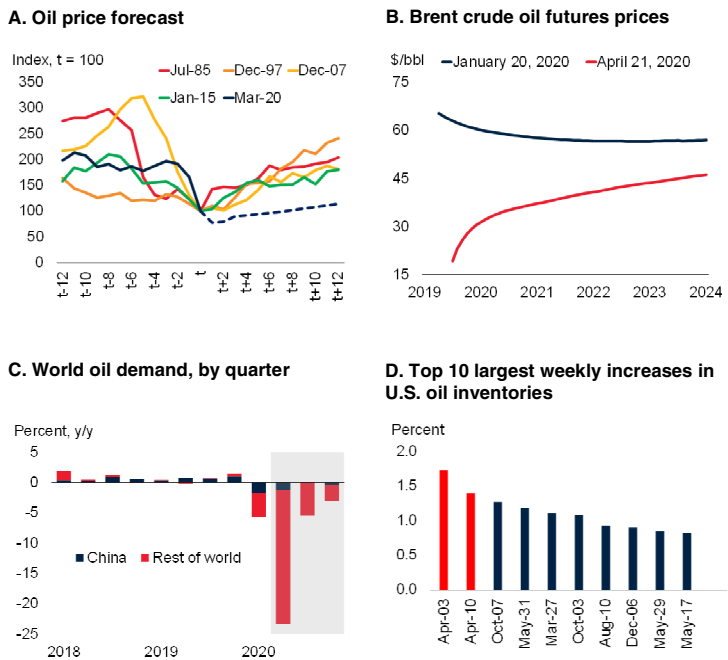 A. Oil price forecast
Index, t = 100
Jul-85 Dec-97 Dec-07
Jan-15 Mar-20
350
300
250
200
150
100
50
0
t-12 t-10 t-8 t-6 t-4 t-2 t t+2 t+4 t+6 t+8 t+10 t+12
B. Brent crude oil futures prices
$/bbl
January 20, 2020 April 21, 2020
75
60
45
30
15
2019 2020 2021 2022 2023 2024
C. World oil demand, by quarter
Percent, y/y
5
0
-5
-10
-15
-20
-25
China Rest of world
2018 2019 2020
D. Top 10 largest weekly increases in
U.S. oil inventories
Percent
2.0
1.5
1.0
0.5
0.0
Apr-03 Apr-10 Oct-07 May-31 Mar-27 Oct-03 Aug-10 Dec-06 May-29 May-17